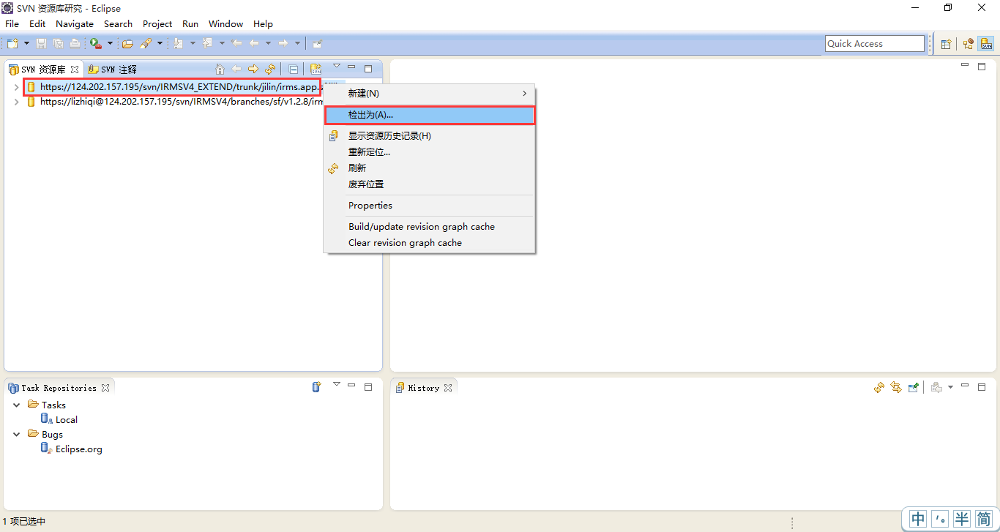 SVN 资源库研究 - Eclipse
File Edit Navigate Search Project Run Window Help
Quick Access
SVN 资源库
SVN 注释
https://124.202.157.195/svn/IRMSV4_EXTEND/trunk/jilin/irms.app.
https://lizhiqi@124.202.157.195/svn/IRMSV4/branches/sf/v1.2.8/irm
新建(N)
检出为(A)...
显示资源历史记录(H)
重新定位...
刷新
废弃位置
Properties
Build/update revision graph cache
Clear revision graph cache
Task Repositories
Tasks
Local
Bugs
Eclipse.org
History
1 项已选中
中 半 简